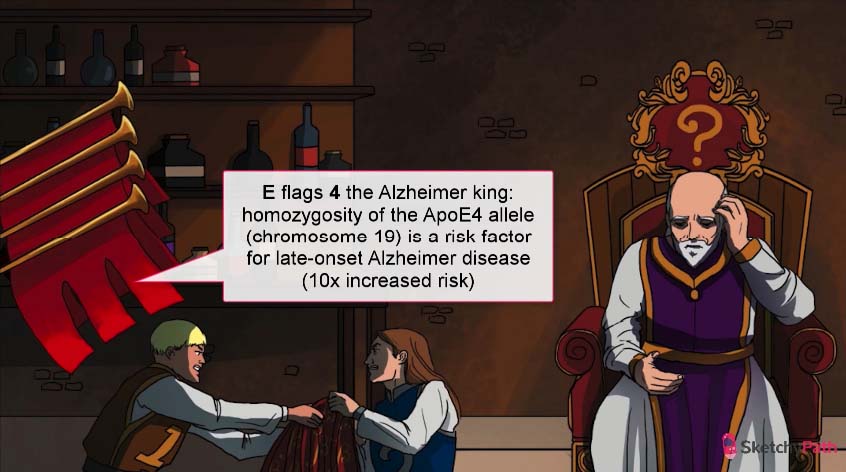 ?
E flags 4 the Alzheimer king:
homozygosity of the ApoE4 allele
(chromosome 19) is a risk factor
for late-onset Alzheimer disease
(10x increased risk)
1
?
SketchyPath